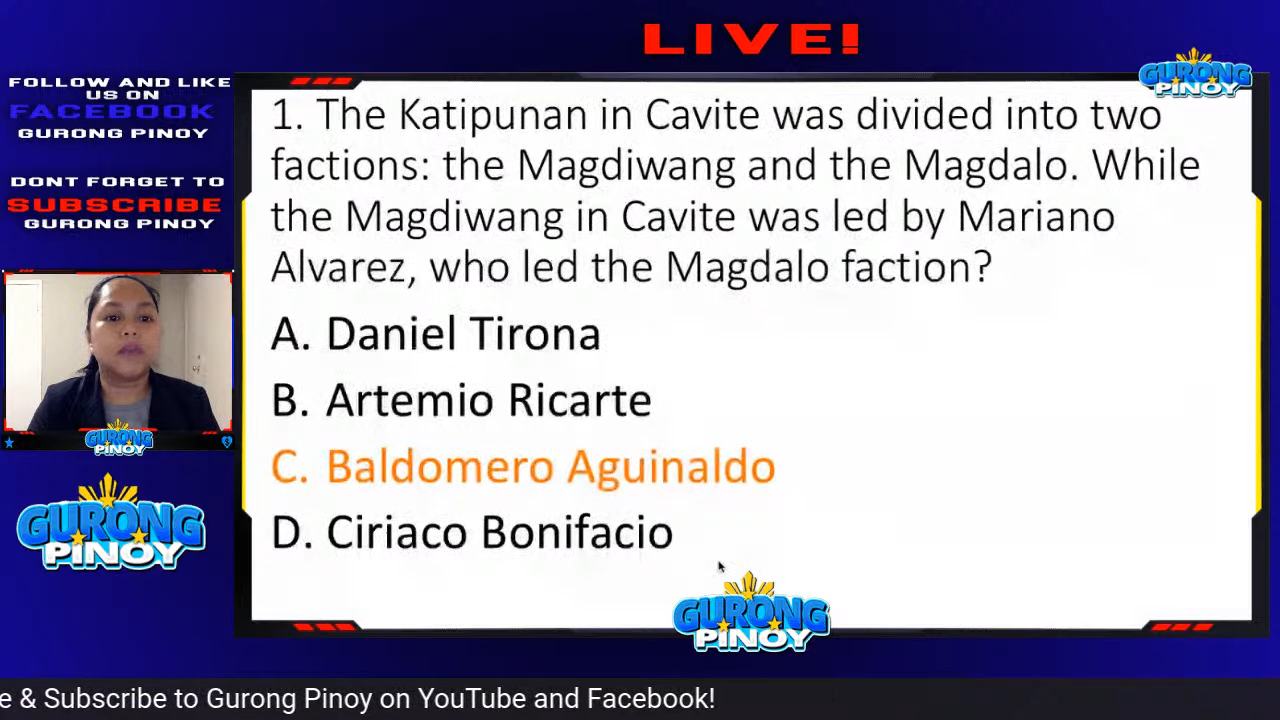 LIVE!
FOLLOW AND LIKE
US ON
FACEBOOK
GURONG PINOY
DONT FORGET TO
SUBSCRIBE
GURONG PINOY
GURONG
PINOY
1. The Katipunan in Cavite was divided into two
factions: the Magdiwang and the Magdalo. While
the Magdiwang in Cavite was led by Mariano
Alvarez, who led the Magdalo faction?
A. Daniel Tirona
B. Artemio Ricarte
C. Baldomero Aguinaldo
D. Ciriaco Bonifacio
GURONG
PINOY
GURONG
PINOY
GURONG
PINOY
e & Subscribe to Gurong Pinoy on YouTube and Facebook!